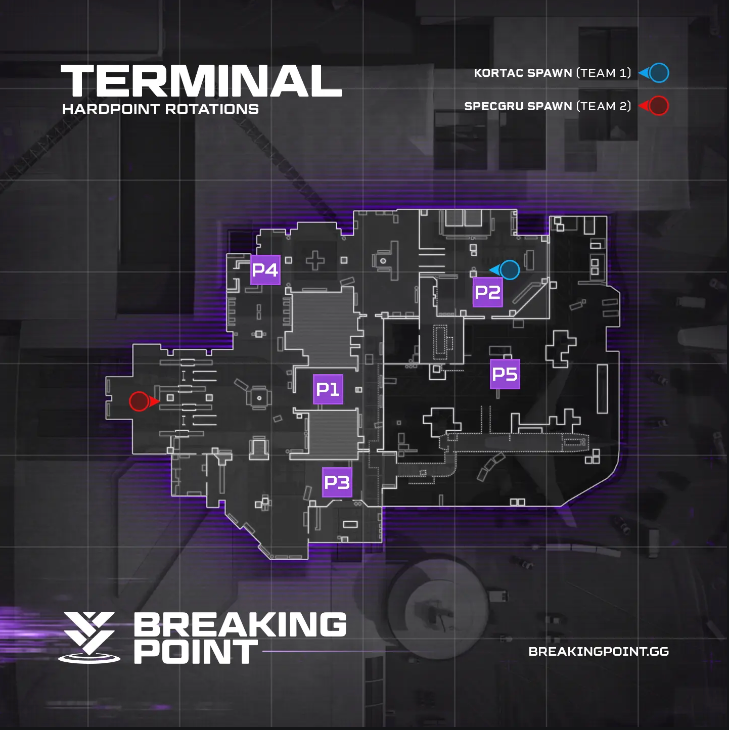 TERMINAL
HARDPOINT ROTATIONS
KORTAC SPAWN (TEAM 1)
SPECGRU SPAWN (TEAM 2)
P4
P2
P5
P1
P3
BREAKING
POINT
BREAKINGPOINT.GG